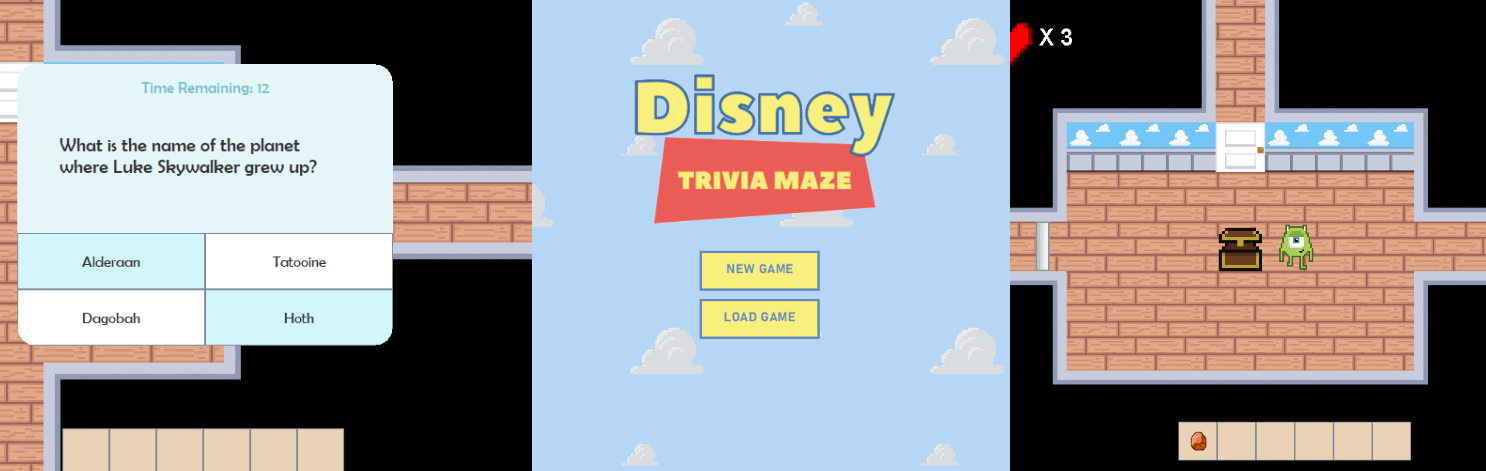 Time Remaining: 12
What is the name of the planet
where Luke Skywalker grew up?
Alderaan
Tatooine
Dagobah
Hoth
Disney
TRIVIA MAZE
NEW GAME
LOAD GAME
X 3